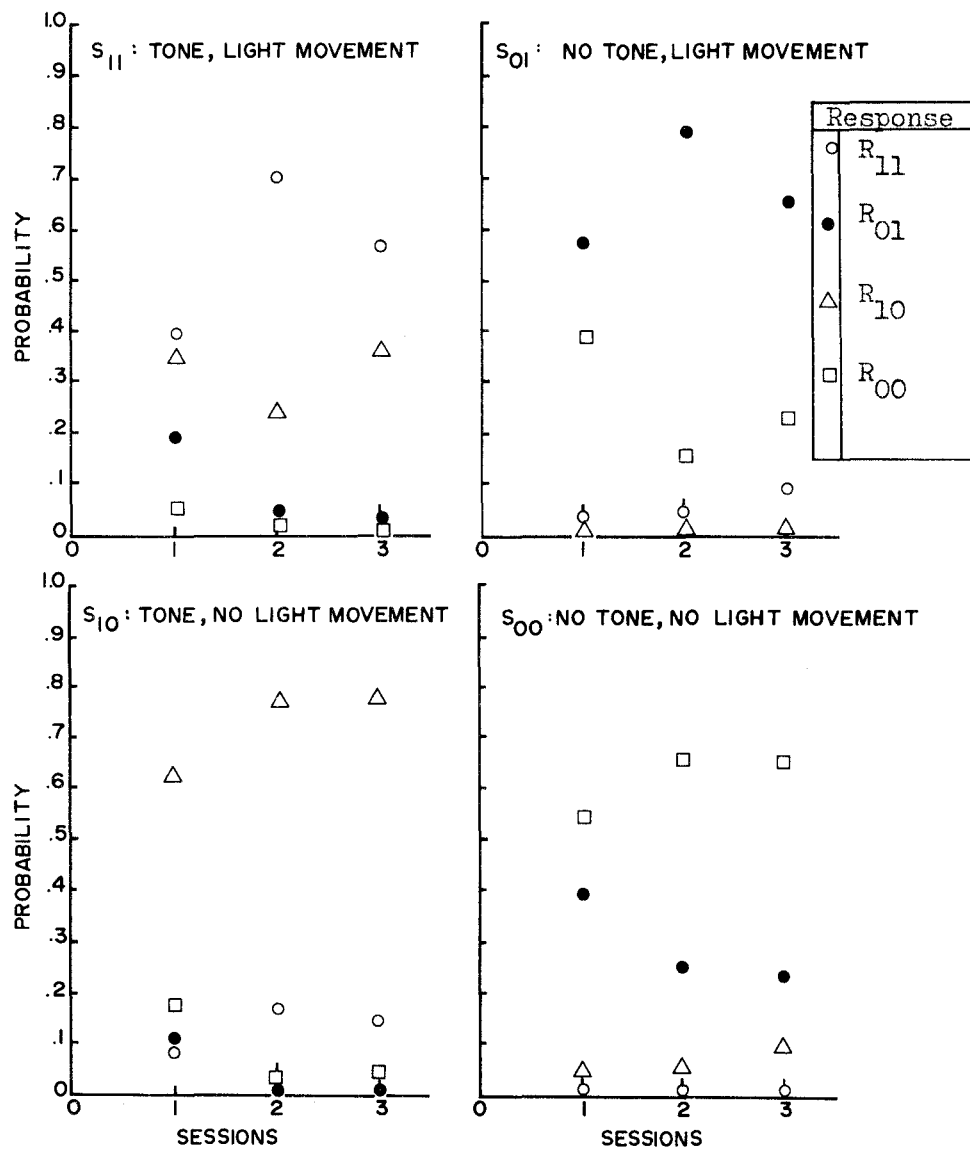 S11: TONE, LIGHT MOVEMENT
1.0
.9
.8
.7
.6
.5
.4
.3
.2
.1
0
PROBABILITY
0
1
2
3
S01: NO TONE, LIGHT MOVEMENT
0
1
2
3
Response
R11
R01
R10
R00
S10: TONE, NO LIGHT MOVEMENT
1.0
.9
.8
.7
.6
.5
.4
.3
.2
.1
0
PROBABILITY
0
1
2
3
SESSIONS
S00: NO TONE, NO LIGHT MOVEMENT
0
1
2
3
SESSIONS